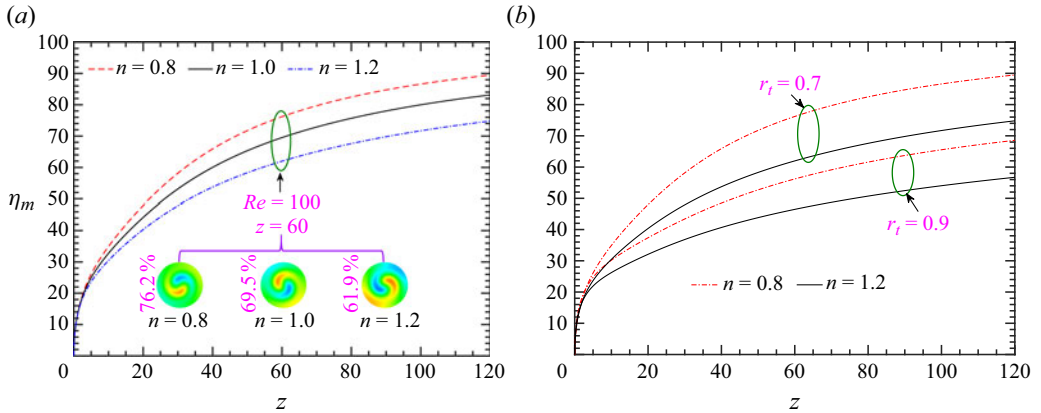 (a)
100
90
80
70
60
50
40
30
20
10
0
20
40
60
80
100
120
η_m
z
n = 0.8
n = 1.0
n = 1.2
Re = 100
z = 60
76.2 %
69.5 %
61.9 %
n = 0.8
n = 1.0
n = 1.2
(b)
100
90
80
70
60
50
40
30
20
10
0
20
40
60
80
100
120
z
r_t = 0.7
r_t = 0.9
n = 0.8
n = 1.2